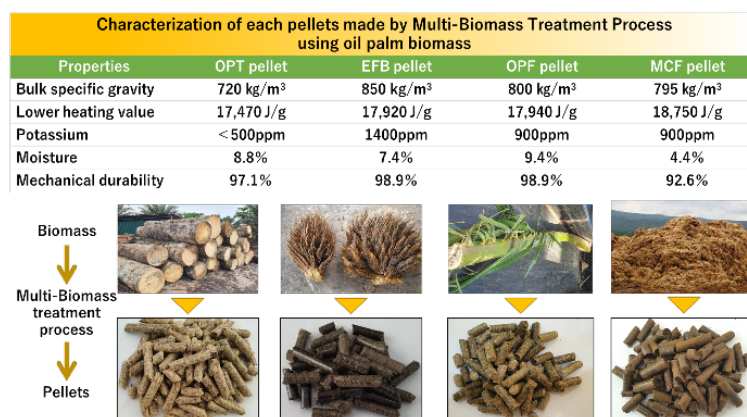 Characterization of each pellets made by Multi-Biomass Treatment Process
using oil palm biomass
Properties OPT pellet EFB pellet OPF pellet MCF pellet
Bulk specific gravity 720 kg/m³ 850 kg/m³ 800 kg/m³ 795 kg/m³
Lower heating value 17,470 J/g 17,920 J/g 17,940 J/g 18,750 J/g
Potassium <500ppm 1400ppm 900ppm 900ppm
Moisture 8.8% 7.4% 9.4% 4.4%
Mechanical durability 97.1% 98.9% 98.9% 92.6%
Biomass
Multi-Biomass
treatment
process
Pellets